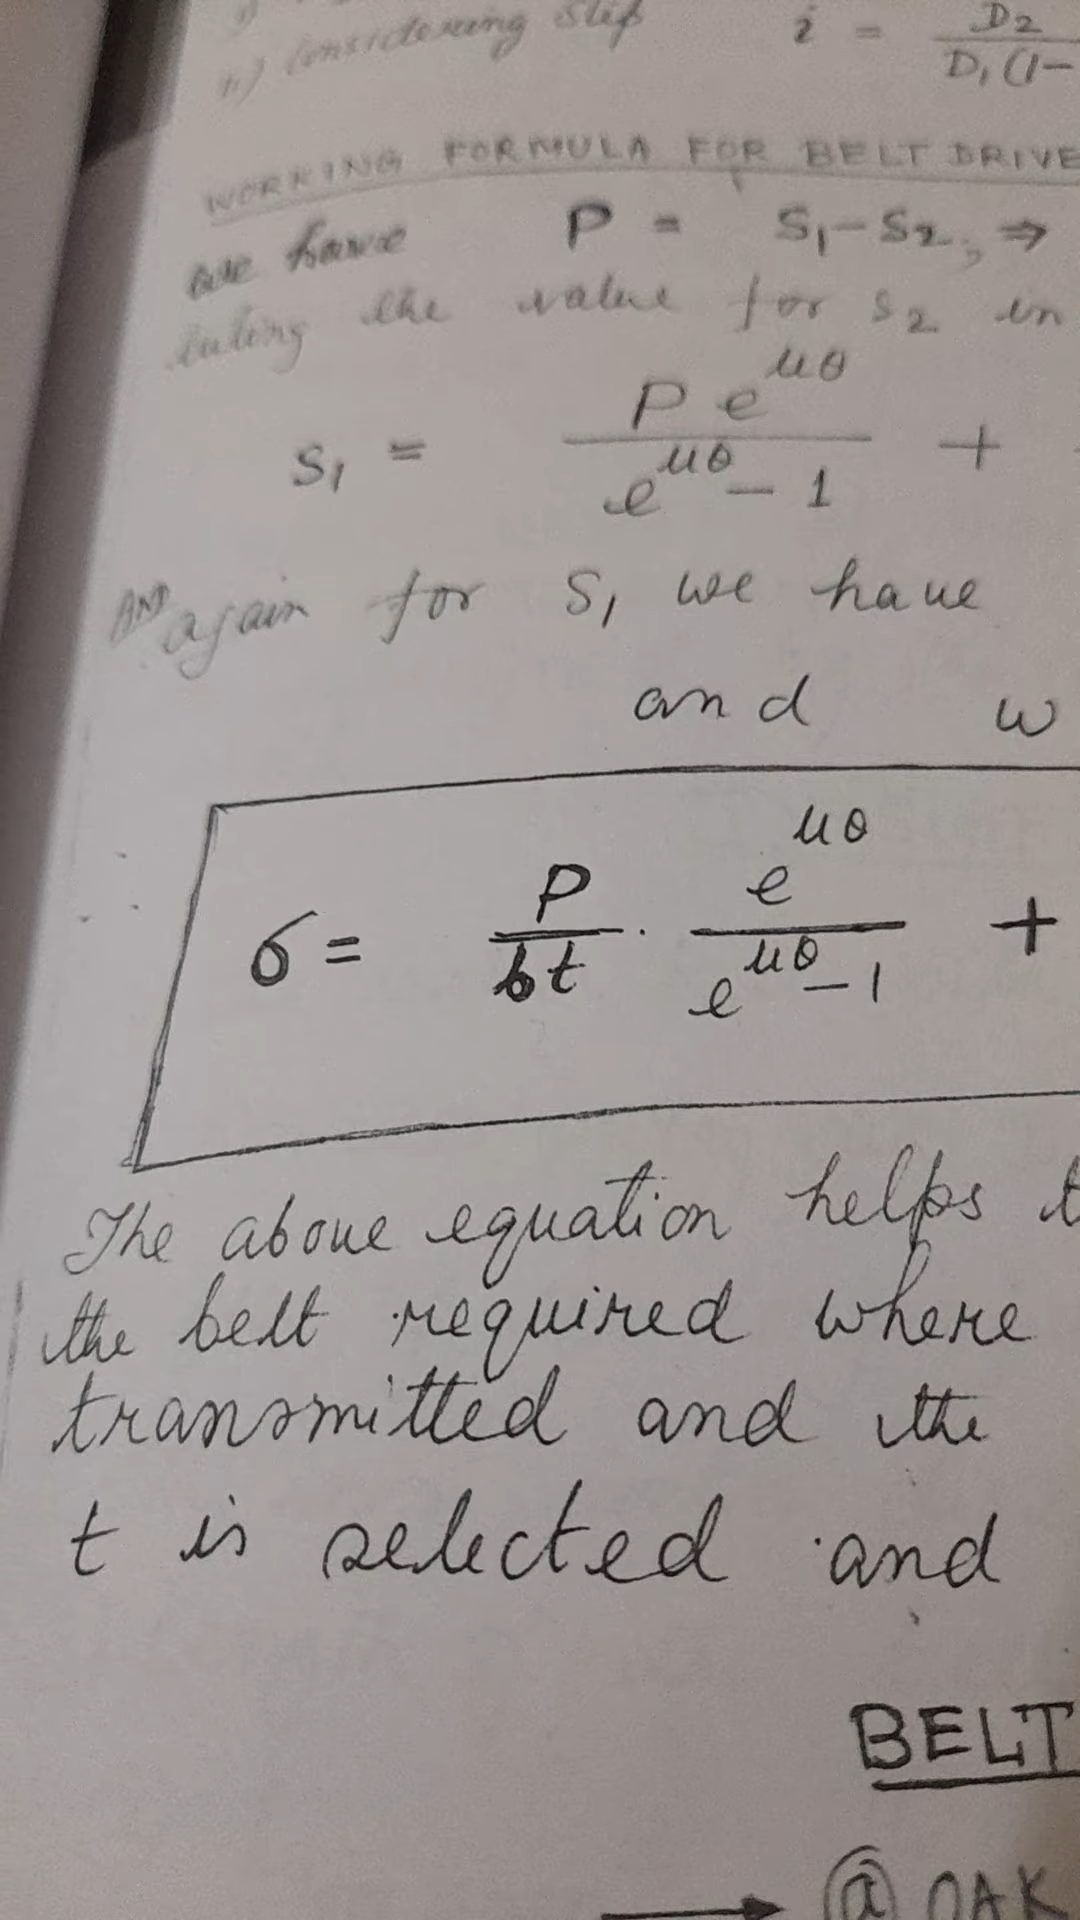 ii) Considering slip i = D2 / D1 (1-
WORKING FORMULA FOR BELT DRIVE
we have P = S1 - S2, ⇒
tuting the value for S2 in
S1 = P e^μθ / e^μθ - 1 +
AND again for S1 we have
and w
σ = P / bt . e^μθ / e^μθ - 1 +
The above equation helps t
the belt required where
transmitted and the
t is selected and
BELT
→ ⓐ OAK